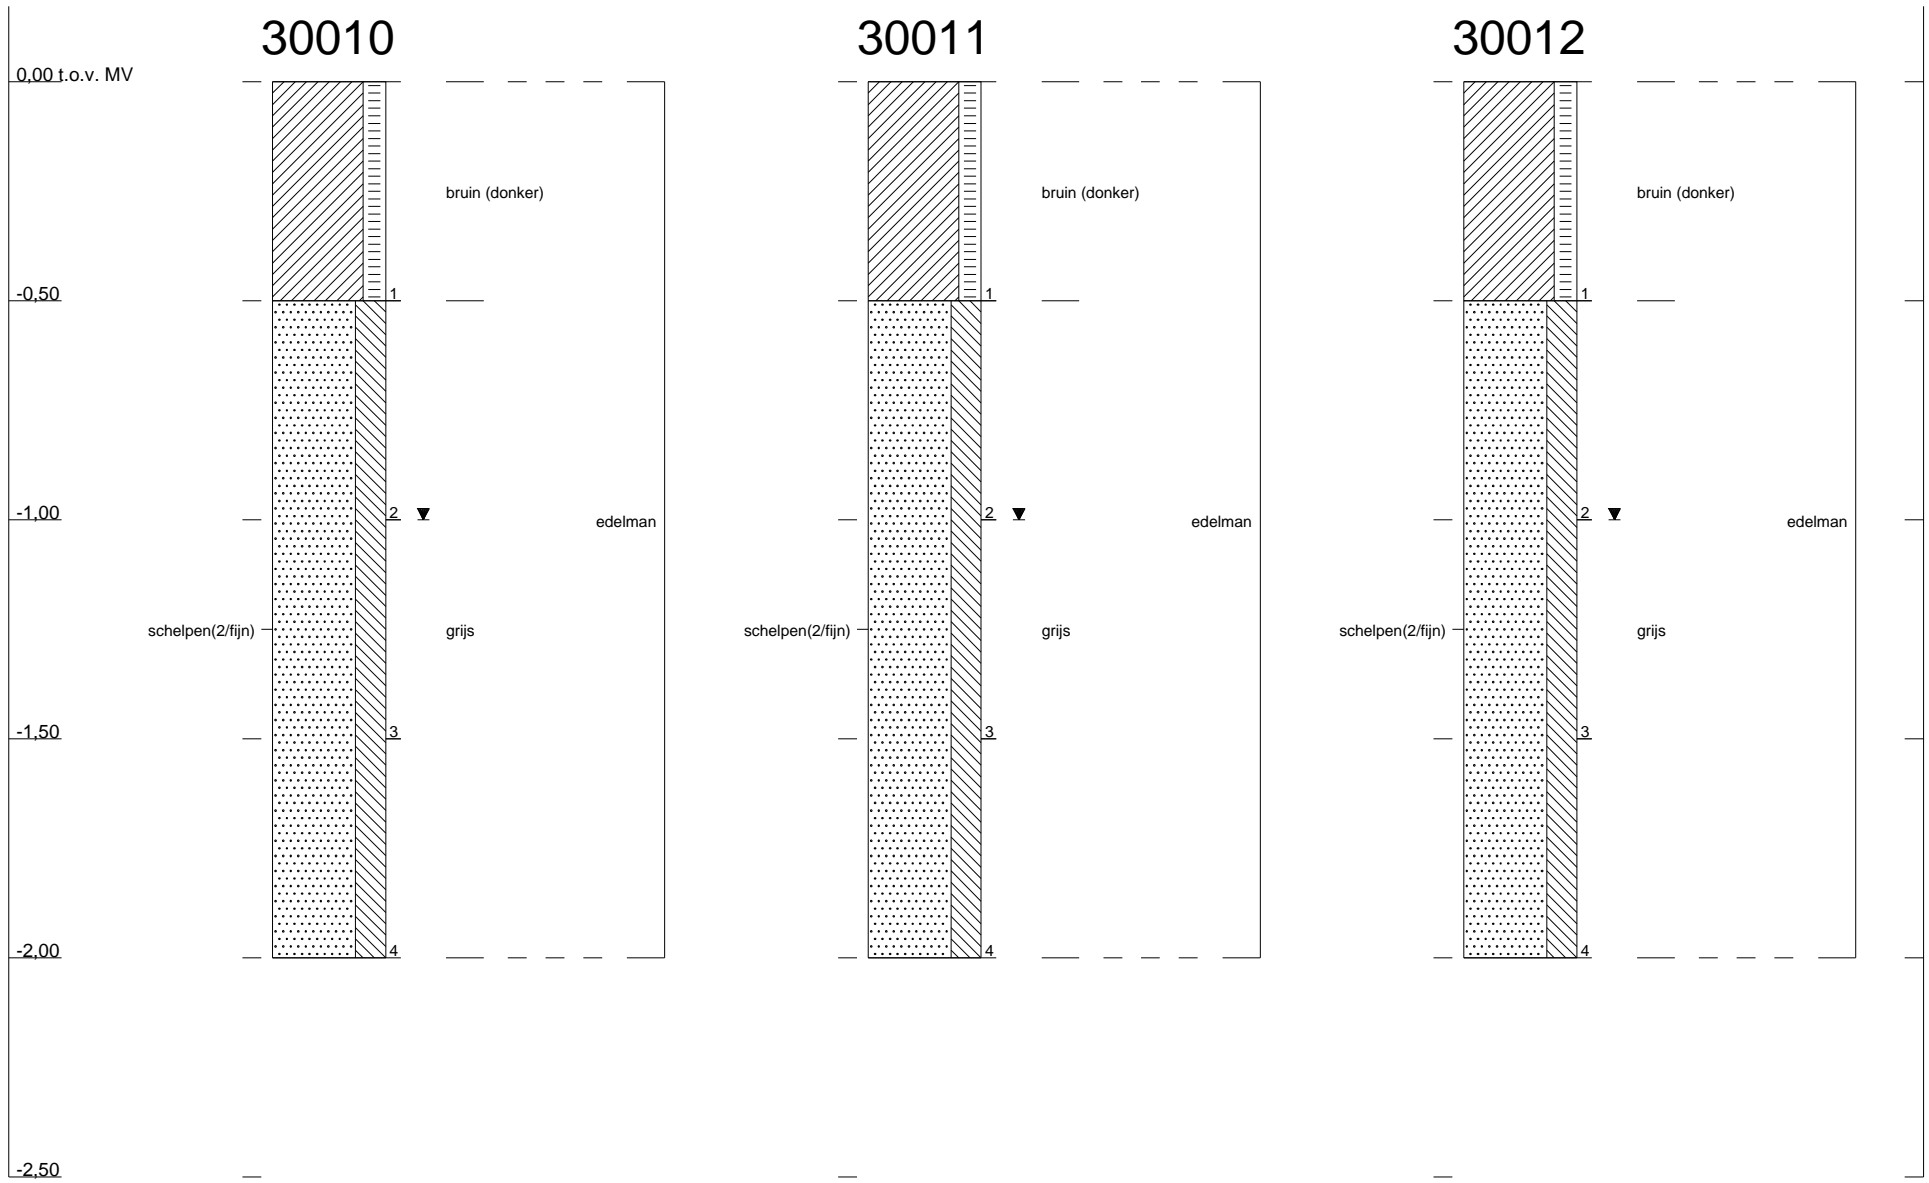 30010 30011 30012
0,00 t.o.v. MV
bruin (donker) bruin (donker) bruin (donker)
-0,50 1 1 1
-1,00 2 2 2
edelman edelman edelman
schelpen(2/fijn) grijs schelpen(2/fijn) grijs schelpen(2/fijn) grijs
-1,50 3 3 3
-2,00 4 4 4
-2,50